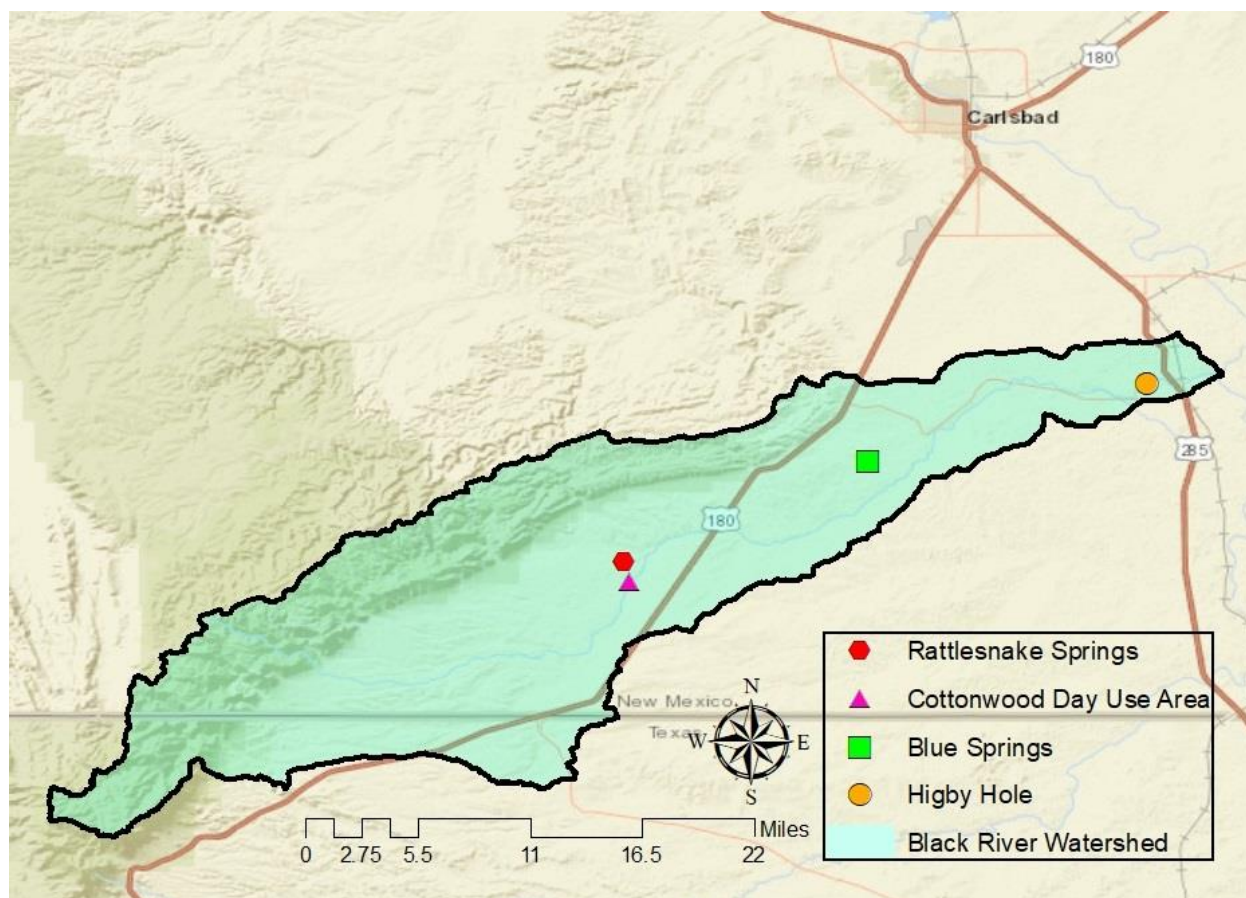 180
Carlsbad
285
180
Rattlesnake Springs
New Mexico
Cottonwood Day Use Area
N
Texas
W E
Blue Springs
S
Higby Hole
Miles
0 2.75 5.5 11 16.5 22
Black River Watershed